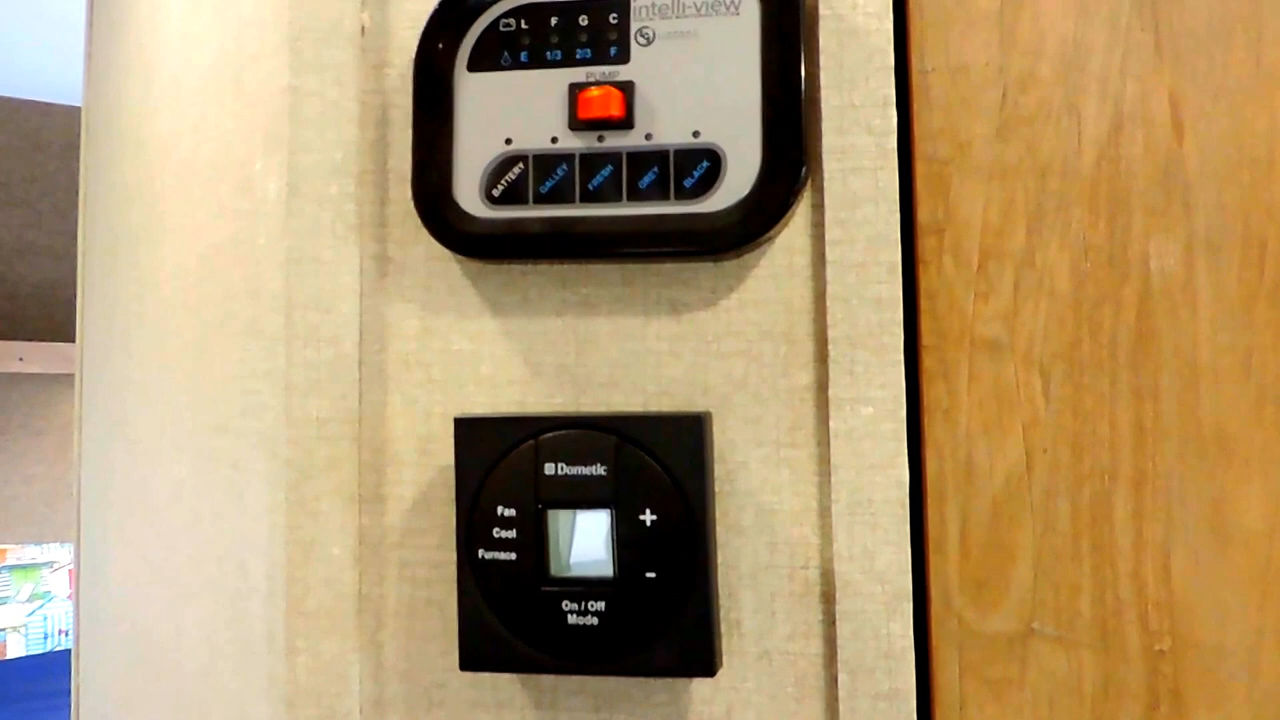 intelli-view
L F G C
E 1/3 2/3 F
PUMP
BATTERY GALLEY FRESH GREY BLACK
Dometic
Fan
Cool
Furnace
+
-
On / Off
Mode